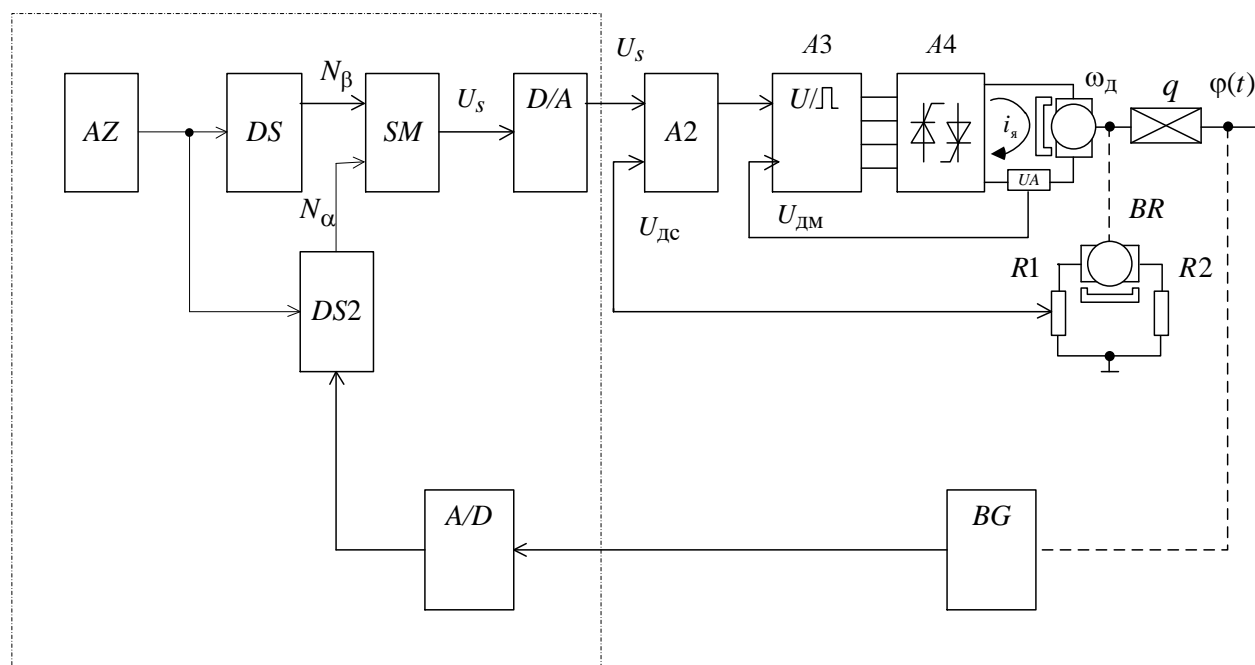 A3
A4
U_s
ω_д
q
φ(t)
N_β
AZ
DS
SM
U_s
D/A
A2
U/
i_я
UA
N_α
U_дс
U_дм
BR
R1
R2
DS2
A/D
BG